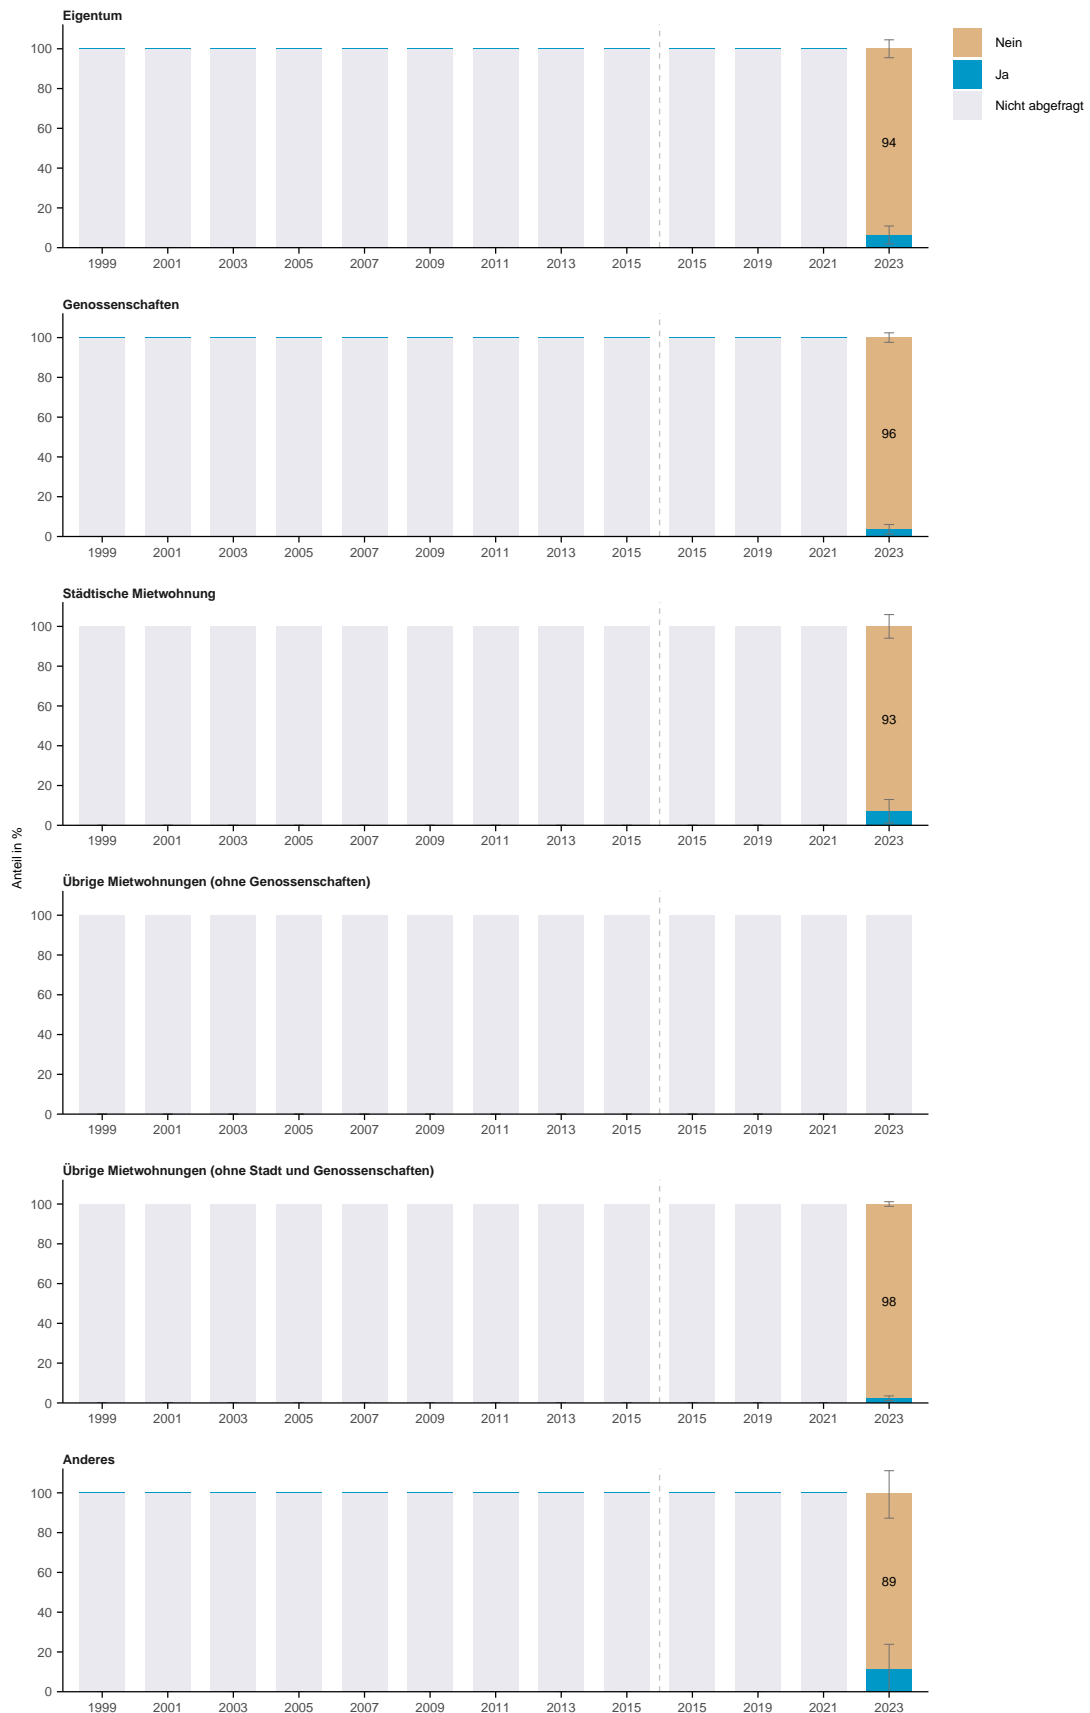 Eigentum
Nein
Ja
Nicht abgefragt
100
80
60
40
20
0
94
1999 2001 2003 2005 2007 2009 2011 2013 2015 2015 2019 2021 2023
Genossenschaften
100
80
60
40
20
0
96
1999 2001 2003 2005 2007 2009 2011 2013 2015 2015 2019 2021 2023
Städtische Mietwohnung
100
80
60
40
20
0
93
1999 2001 2003 2005 2007 2009 2011 2013 2015 2015 2019 2021 2023
Anteil in %
Übrige Mietwohnungen (ohne Genossenschaften)
100
80
60
40
20
0
1999 2001 2003 2005 2007 2009 2011 2013 2015 2015 2019 2021 2023
Übrige Mietwohnungen (ohne Stadt und Genossenschaften)
100
80
60
40
20
0
98
1999 2001 2003 2005 2007 2009 2011 2013 2015 2015 2019 2021 2023
Anderes
100
80
60
40
20
0
89
1999 2001 2003 2005 2007 2009 2011 2013 2015 2015 2019 2021 2023